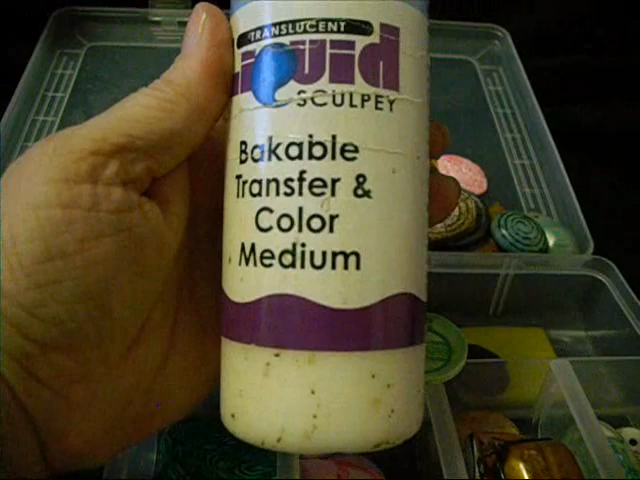 TRANSLUCENT
Liquid
SCULPEY
Bakable
Transfer &
Color
Medium